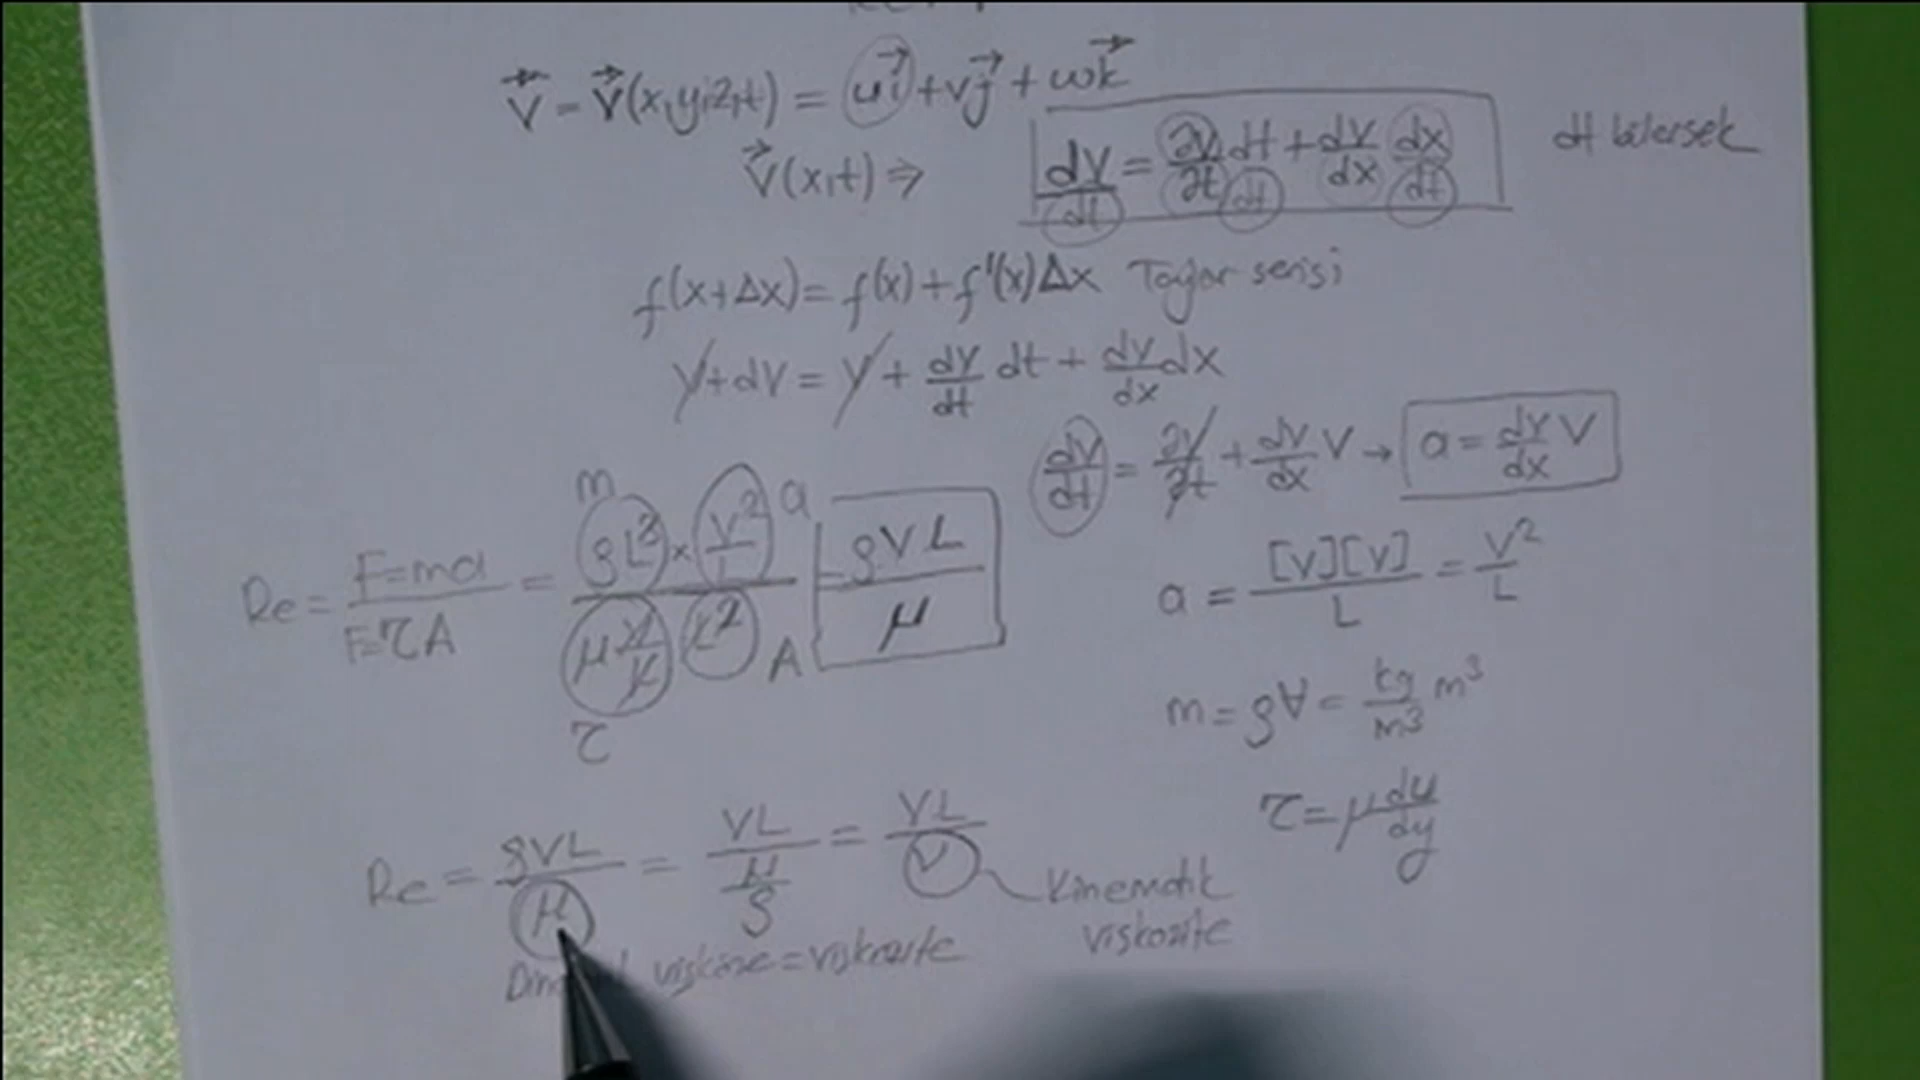 V⃗ = V⃗(x,y,z,t) = ui⃗ + vj⃗ + wk⃗
V⃗(x,t) ⇒ dV/dt = ∂V/∂t dt/dt + dV/dx dx/dt dt bölersek
f(x+Δx) = f(x) + f'(x)Δx Taylor serisi
V + dV = V + dV/dt dt + dV/dx dx
dV/dt = ∂V/∂t + dV/dx V → a = dV/dx V
Re = F=ma / F=τA = m ρL³ × V²/L a / μ V/L L² A τ = ρVL/μ
a = [V][V]/L = V²/L
m = ρV = kg/m³ m³
τ = μ du/dy
Re = ρVL/μ = VL/(μ/ρ) = VL/ν Kinematik
viskozite
viskozite